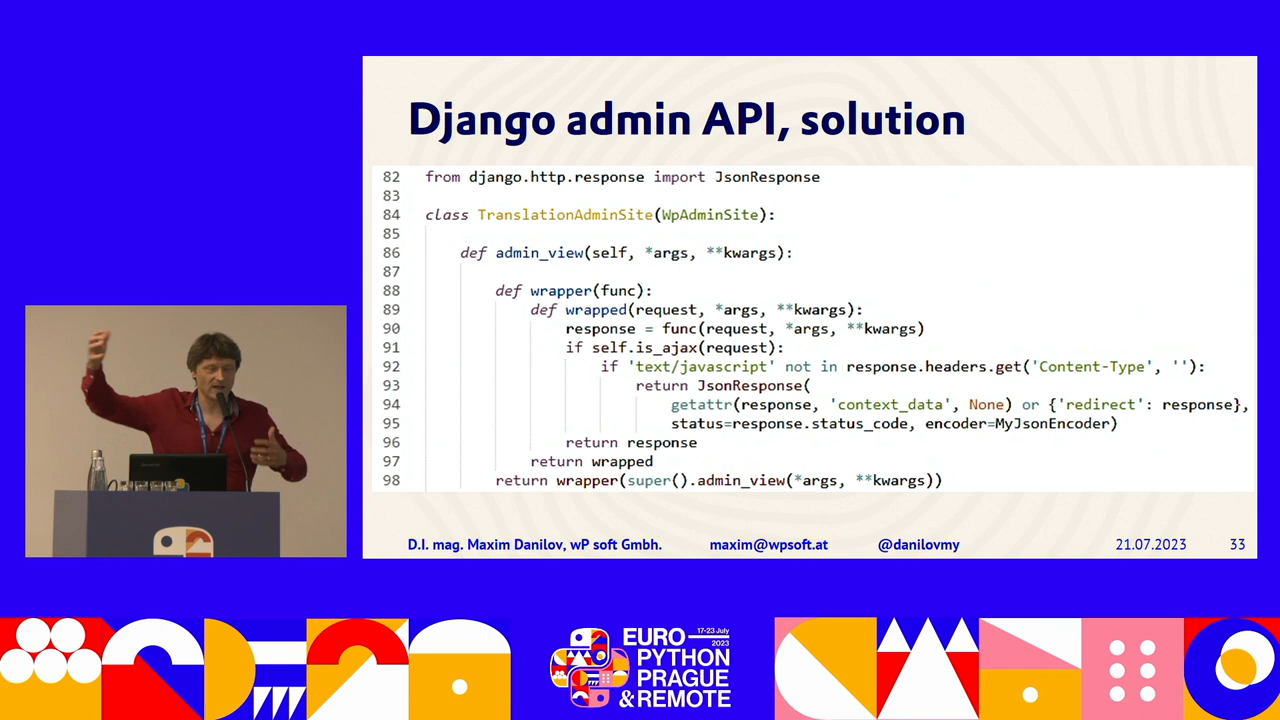 Django admin API, solution
82 from django.http.response import JsonResponse
83
84 class TranslationAdminSite(WpAdminSite):
85
86 def admin_view(self, *args, **kwargs):
87
88 def wrapper(func):
89 def wrapped(request, *args, **kwargs):
90 response = func(request, *args, **kwargs)
91 if self.is_ajax(request):
92 if 'text/javascript' not in response.headers.get('Content-Type', ''):
93 return JsonResponse(
94 getattr(response, 'context_data', None) or {'redirect': response},
95 status=response.status_code, encoder=MyJsonEncoder)
96 return response
97 return wrapped
98 return wrapper(super().admin_view(*args, **kwargs))
D.I. mag. Maxim Danilov, wP soft Gmbh. maxim@wpsoft.at @danilovmy 21.07.2023 33
EURO 17-23 July 2023
PYTHON
PRAGUE
& REMOTE